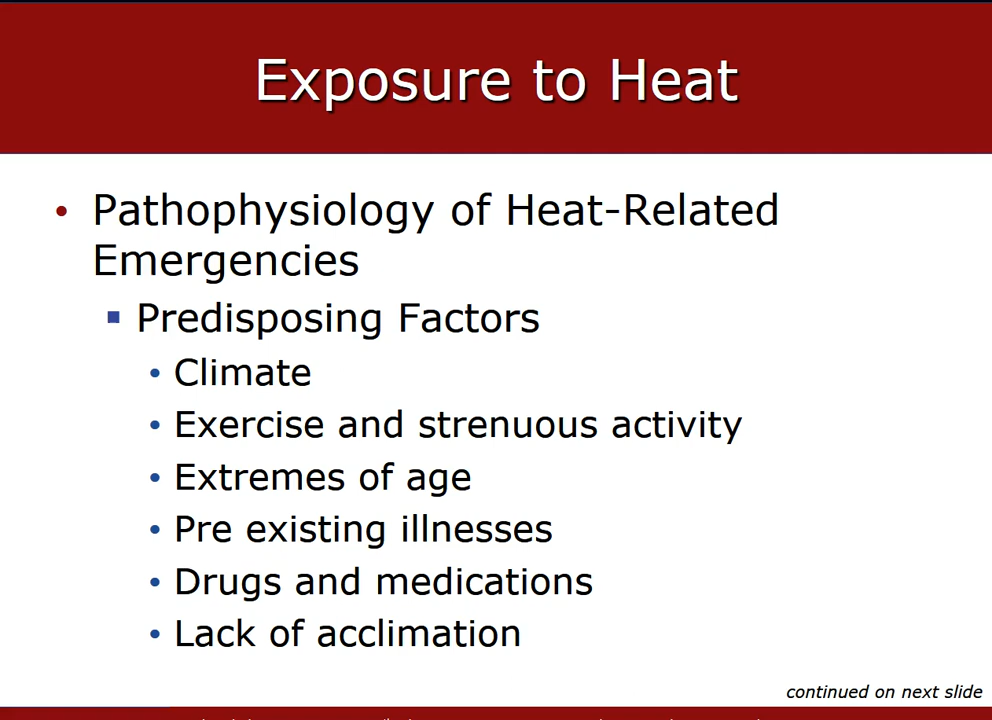 Exposure to Heat
• Pathophysiology of Heat-Related
Emergencies
▪ Predisposing Factors
• Climate
• Exercise and strenuous activity
• Extremes of age
• Pre existing illnesses
• Drugs and medications
• Lack of acclimation
continued on next slide